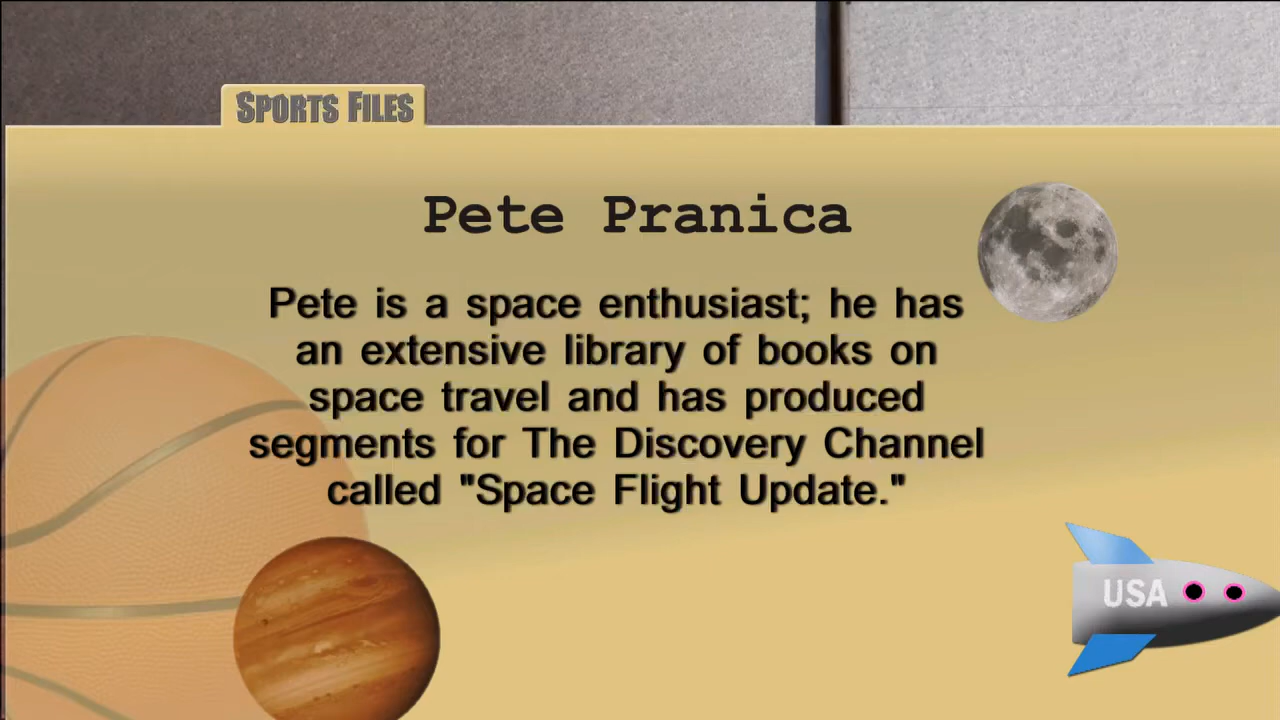 SPORTS FILES
Pete Pranica
Pete is a space enthusiast; he has
an extensive library of books on
space travel and has produced
segments for The Discovery Channel
called "Space Flight Update."
USA